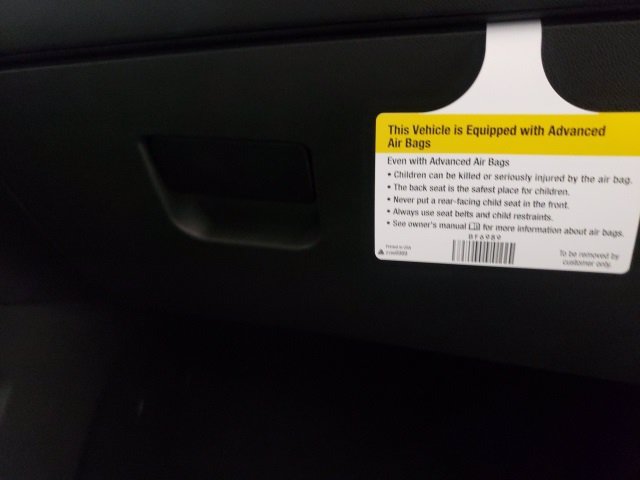 This Vehicle is Equipped with Advanced
Air Bags
Even with Advanced Air Bags
• Children can be killed or seriously injured by the air bag.
• The back seat is the safest place for children.
• Never put a rear-facing child seat in the front.
• Always use seat belts and child restraints.
• See owner's manual for more information about air bags.
Printed in USA
To be removed by
customer only.